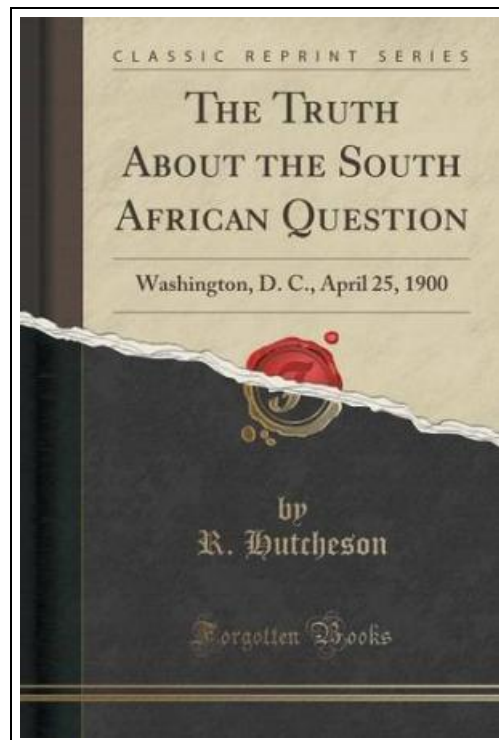 CLASSIC REPRINT SERIES
THE TRUTH
ABOUT THE SOUTH
AFRICAN QUESTION
Washington, D. C., April 25, 1900
F
by
R. Hutcheson
Forgotten Books